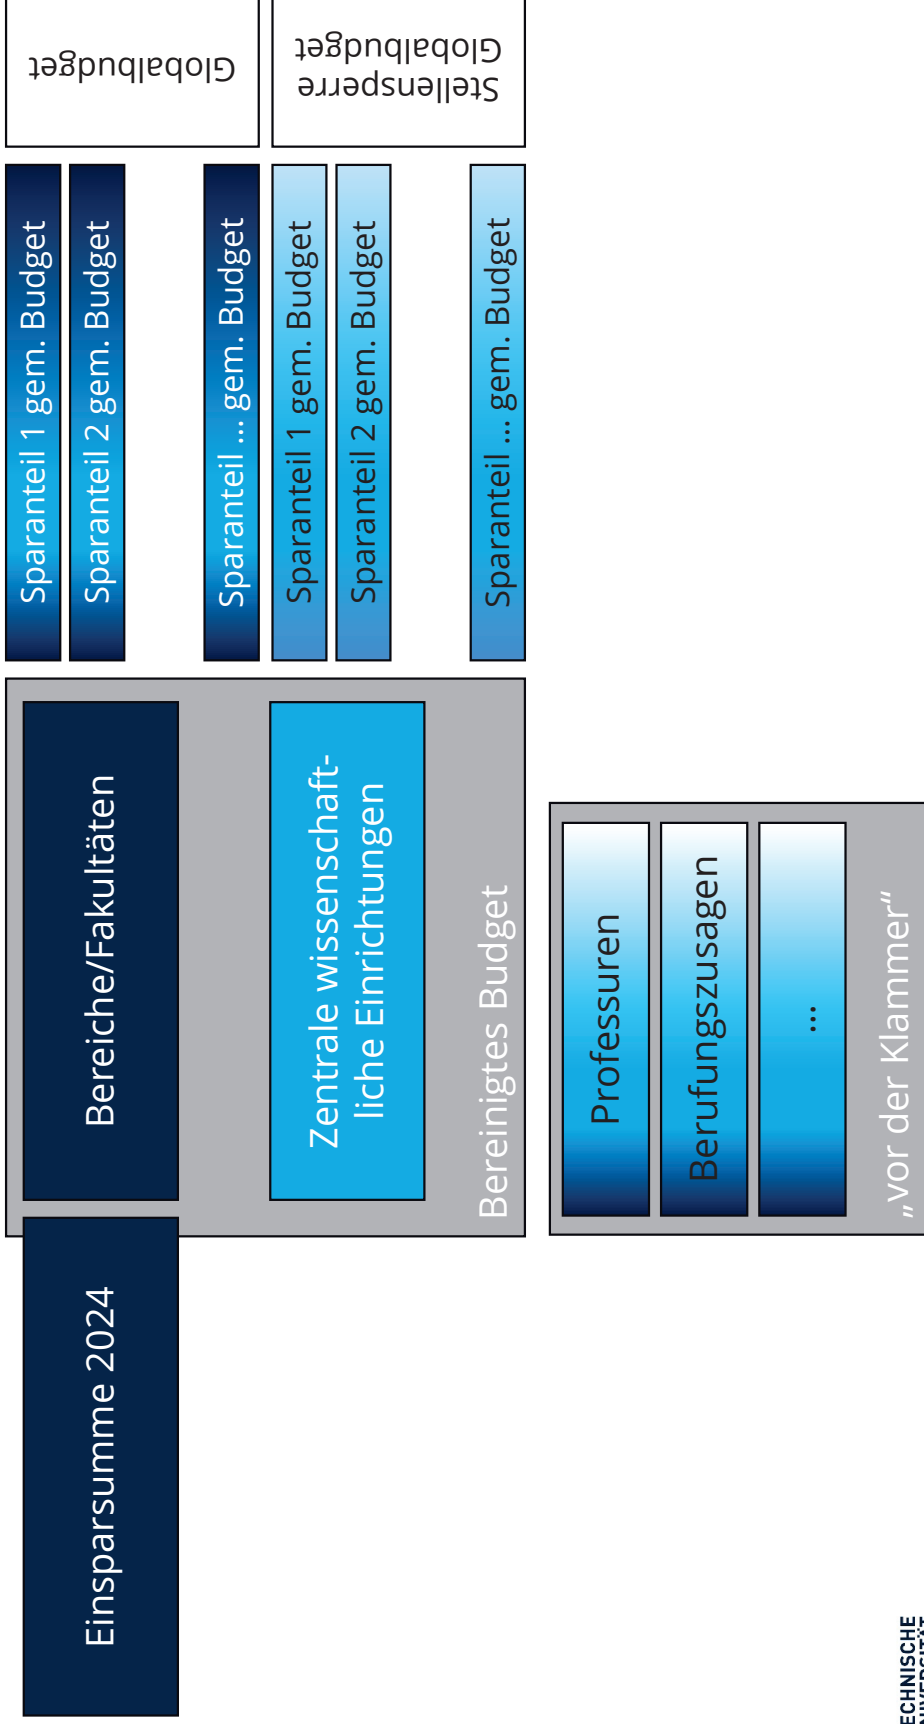 Einsparsumme 2024
Bereiche/Fakultäten
Sparanteil 1 gem. Budget
Sparanteil 2 gem. Budget
Sparanteil ... gem. Budget
Globalbudget
Zentrale wissenschaft-
liche Einrichtungen
Sparanteil 1 gem. Budget
Sparanteil 2 gem. Budget
Sparanteil ... gem. Budget
Stellensperre
Globalbudget
Bereinigtes Budget
Professuren
Berufungszusagen
...
„vor der Klammer“
ECHNISCHE
NIVERSITÄT